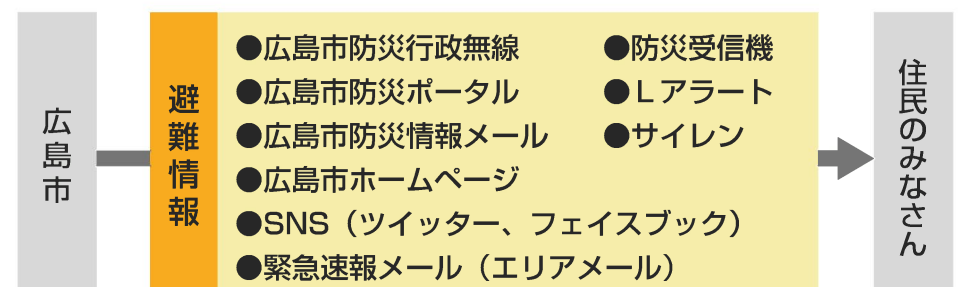 広島市
避難情報
●広島市防災行政無線
●広島市防災ポータル
●広島市防災情報メール
●広島市ホームページ
●SNS（ツイッター、フェイスブック）
●緊急速報メール（エリアメール）
●防災受信機
●Lアラート
●サイレン
住民のみなさん